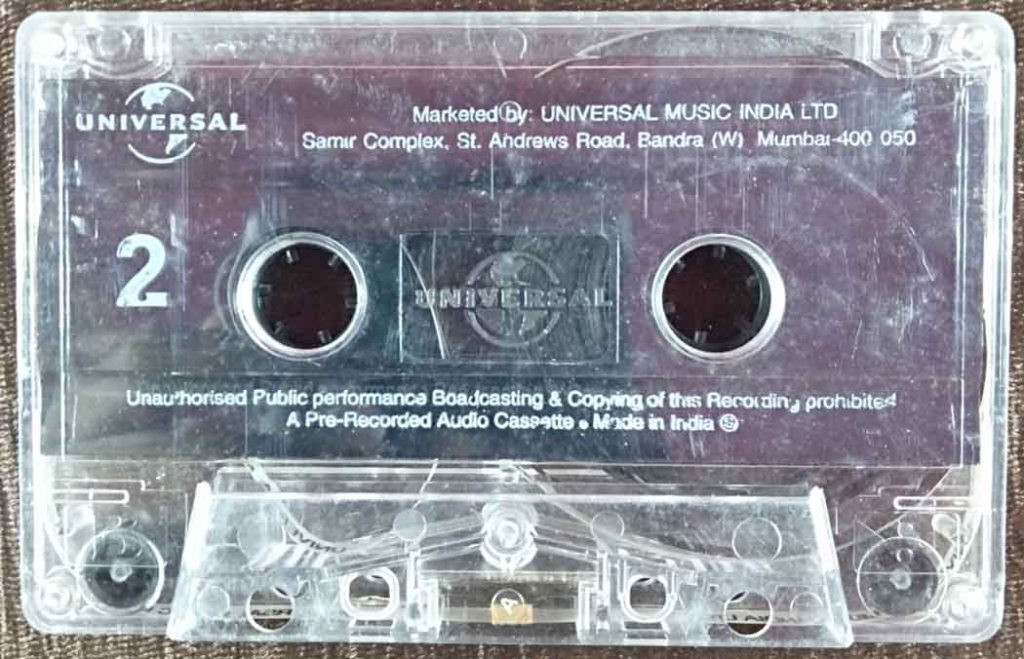 UNIVERSAL
Marketed by: UNIVERSAL MUSIC INDIA LTD
Samir Complex, St. Andrews Road, Bandra (W) Mumbai-400 050
2
UNIVERSAL
Unauthorised Public performance Boadcasting & Copying of this Recording prohibited
A Pre-Recorded Audio Cassette • Made in India Ⓢ
A